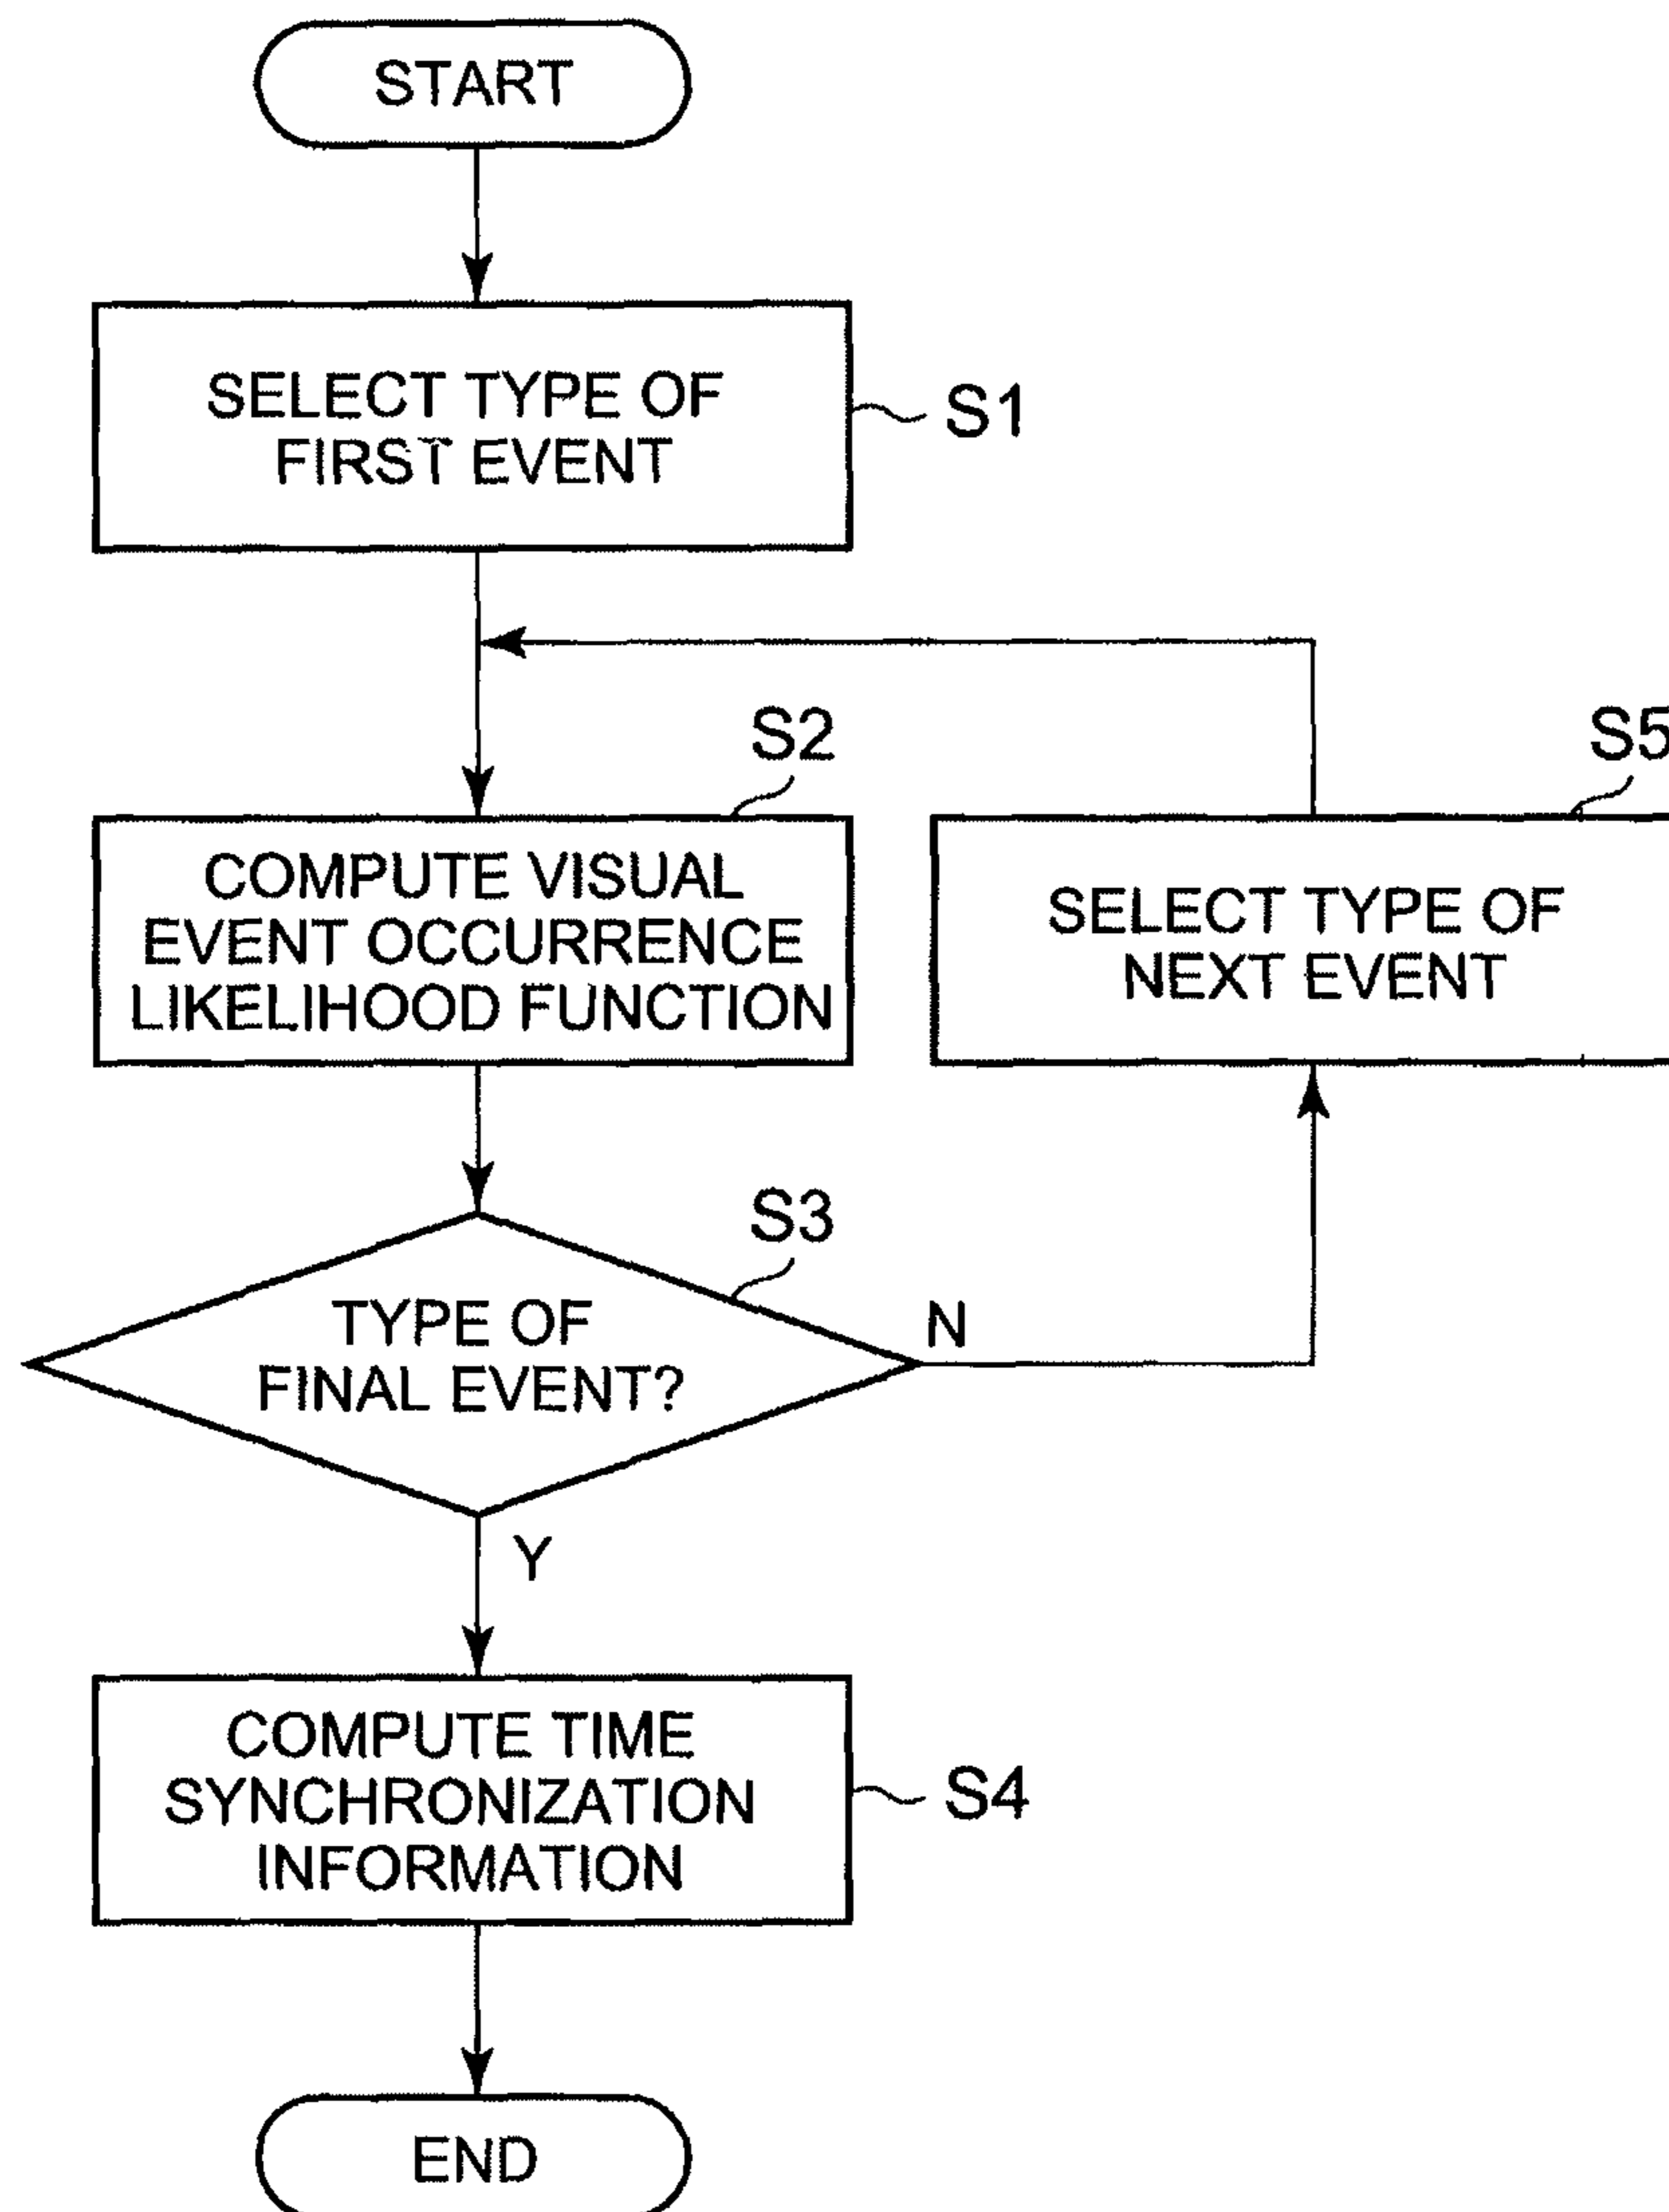 START
SELECT TYPE OF
FIRST EVENT
S1
S2
S5
COMPUTE VISUAL
EVENT OCCURRENCE
LIKELIHOOD FUNCTION
SELECT TYPE OF
NEXT EVENT
S3
TYPE OF
FINAL EVENT?
N
Y
COMPUTE TIME
SYNCHRONIZATION
INFORMATION
S4
END